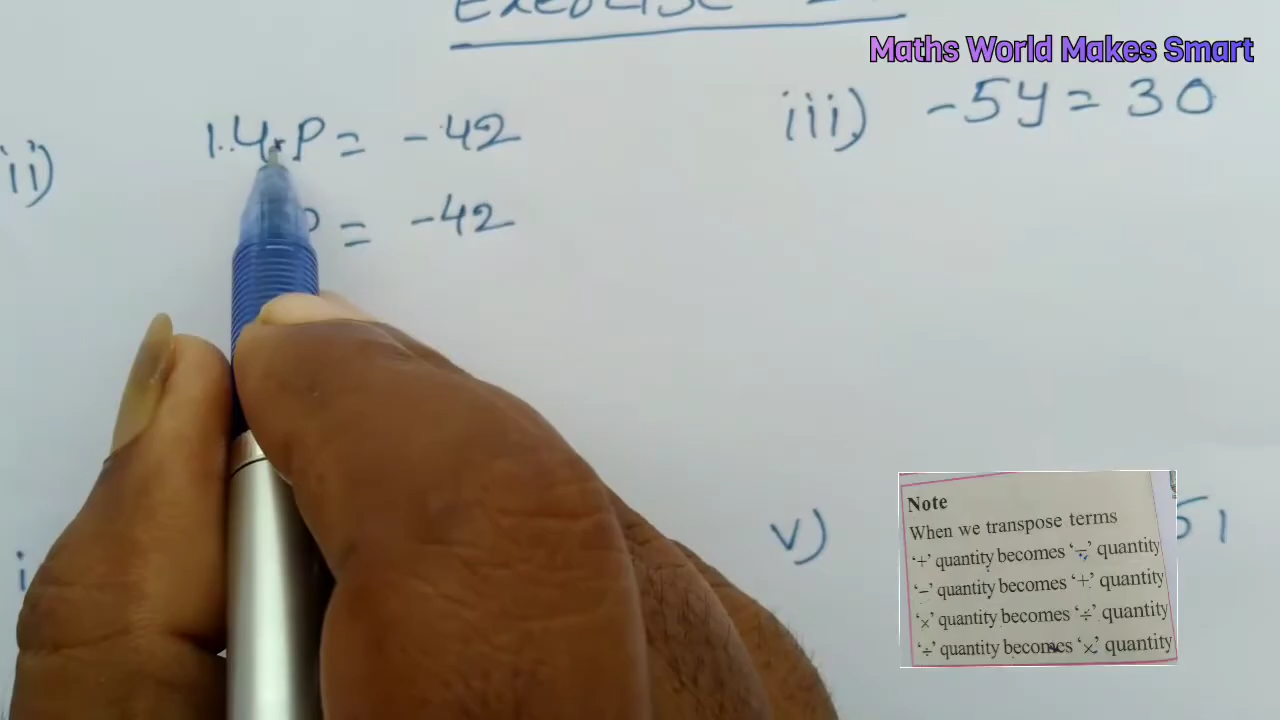 Maths World Makes Smart
ii) 1.4 P = -42
P = -42
iii) -5y = 30
v) 51
Note
When we transpose terms
'+' quantity becomes '−' quantity
'−' quantity becomes '+' quantity
'×' quantity becomes '÷' quantity
'÷' quantity becomes '×' quantity